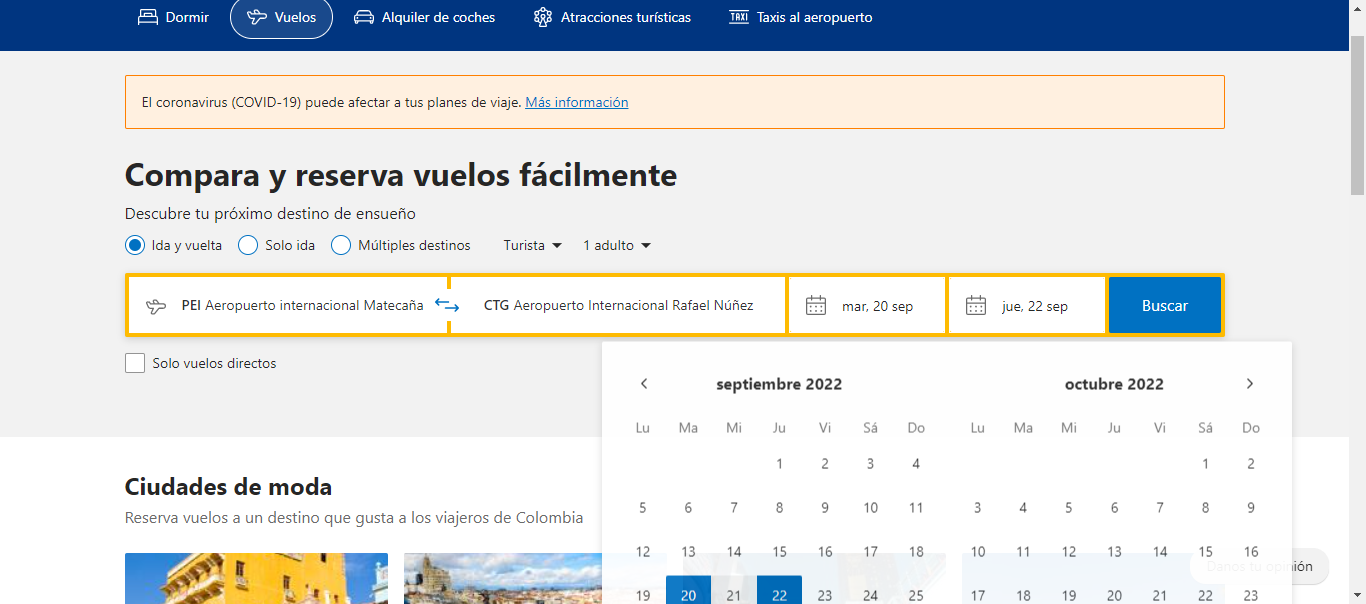 Dormir Vuelos Alquiler de coches Atracciones turísticas TAXI Taxis al aeropuerto
El coronavirus (COVID-19) puede afectar a tus planes de viaje. Más información
Compara y reserva vuelos fácilmente
Descubre tu próximo destino de ensueño
Ida y vuelta Solo ida Múltiples destinos Turista 1 adulto
PEI Aeropuerto internacional Matecaña CTG Aeropuerto Internacional Rafael Núñez mar, 20 sep jue, 22 sep Buscar
Solo vuelos directos
septiembre 2022 octubre 2022
Lu Ma Mi Ju Vi Sá Do Lu Ma Mi Ju Vi Sá Do
1 2 3 4 1 2
Ciudades de moda
5 6 7 8 9 10 11 3 4 5 6 7 8 9
Reserva vuelos a un destino que gusta a los viajeros de Colombia
12 13 14 15 16 17 18 10 11 12 13 14 15 16
Danos tu opinión
19 20 21 22 23 24 25 17 18 19 20 21 22 23